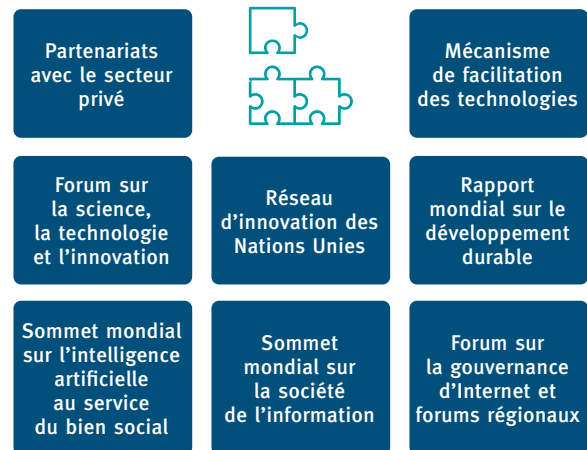 Partenariats
avec le secteur
privé
Mécanisme
de facilitation
des technologies
Forum sur
la science,
la technologie
et l’innovation
Réseau
d’innovation des
Nations Unies
Rapport
mondial sur le
développement
durable
Sommet mondial
sur l’intelligence
artificielle
au service
du bien social
Sommet
mondial sur
la société
de l’information
Forum sur
la gouvernance
d’Internet et
forums régionaux